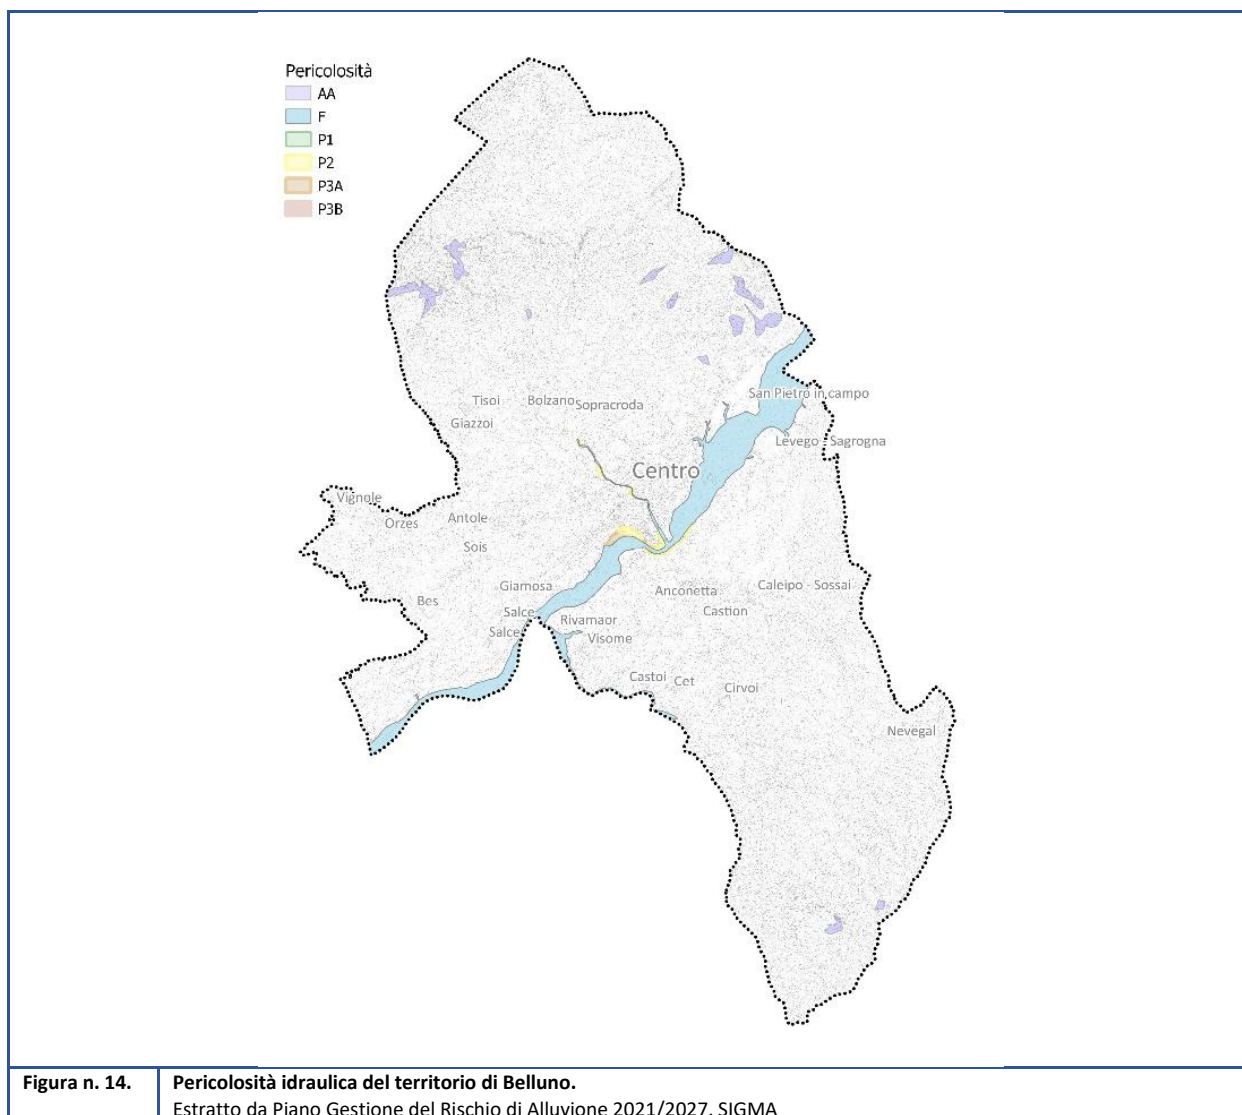 Pericolosità
AA
F
P1
P2
P3A
P3B
San Pietro in campo
Tisoi
Bolzano
Sopracroda
Giazzoi
Levego - Sagrogna
Centro
Vignole
Orzes
Antole
Sois
Giamosa
Caleipo - Sossai
Anconetta
Bes
Castion
Salce
Rivamaor
Salce
Visome
Castoi
Cet
Cirvoi
Nevegal
Figura n. 14.
Pericolosità idraulica del territorio di Belluno.
Estratto da Piano Gestione del Rischio di Alluvione 2021/2027, SIGMA